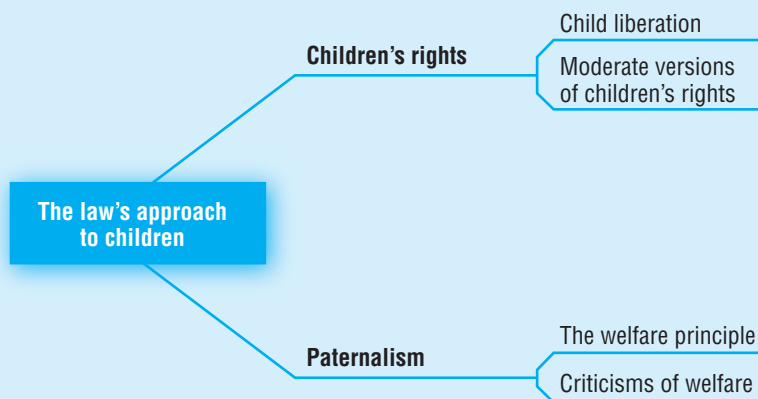 Child liberation
Children's rights
Moderate versions
of children's rights
The law's approach
to children
The welfare principle
Paternalism
Criticisms of welfare